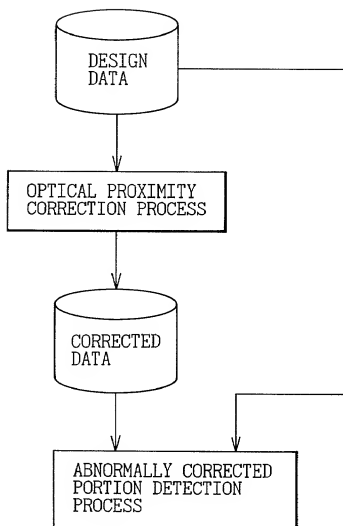 DESIGN
DATA
OPTICAL PROXIMITY
CORRECTION PROCESS
CORRECTED
DATA
ABNORMALLY CORRECTED
PORTION DETECTION
PROCESS